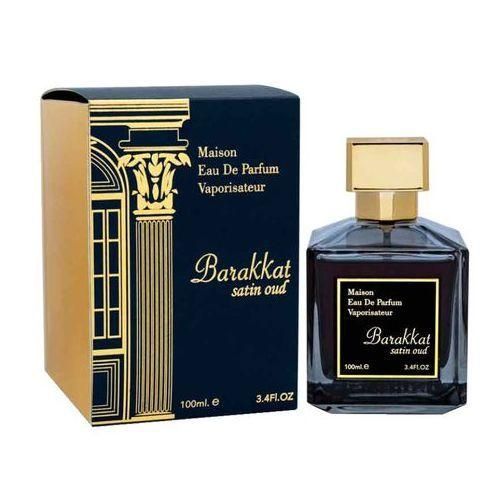 Maison
Eau De Parfum
Vaporisateur
Barakkat
satin oud
100ml. e
3.4Fl.OZ
Maison
Eau De Parfum
Vaporisateur
Barakkat
satin oud
100ml. e
3.4Fl.OZ